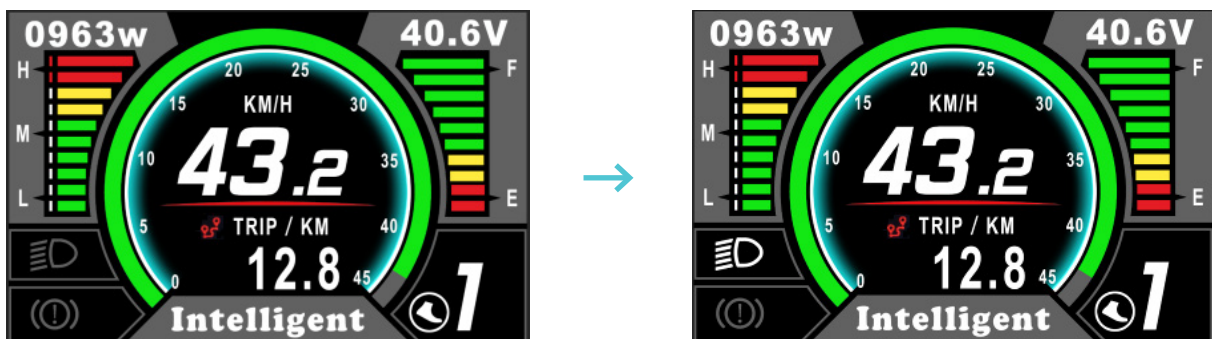 0963w 40.6V
H F
20 25
KM/H
15 30
M
43.2
10 35
L E
TRIP / KM
5 40
12.8
0 45
1
Intelligent
0963w 40.6V
H F
20 25
KM/H
15 30
M
43.2
10 35
L E
TRIP / KM
5 40
12.8
0 45
1
Intelligent